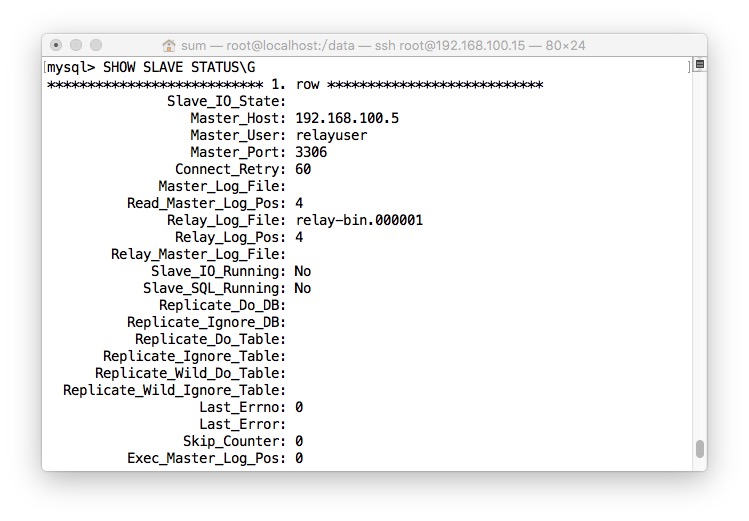 sum — root@localhost:/data — ssh root@192.168.100.15 — 80×24
[mysql> SHOW SLAVE STATUS\G ]
*************************** 1. row ***************************
Slave_IO_State:
Master_Host: 192.168.100.5
Master_User: relayuser
Master_Port: 3306
Connect_Retry: 60
Master_Log_File:
Read_Master_Log_Pos: 4
Relay_Log_File: relay-bin.000001
Relay_Log_Pos: 4
Relay_Master_Log_File:
Slave_IO_Running: No
Slave_SQL_Running: No
Replicate_Do_DB:
Replicate_Ignore_DB:
Replicate_Do_Table:
Replicate_Ignore_Table:
Replicate_Wild_Do_Table:
Replicate_Wild_Ignore_Table:
Last_Errno: 0
Last_Error:
Skip_Counter: 0
Exec_Master_Log_Pos: 0